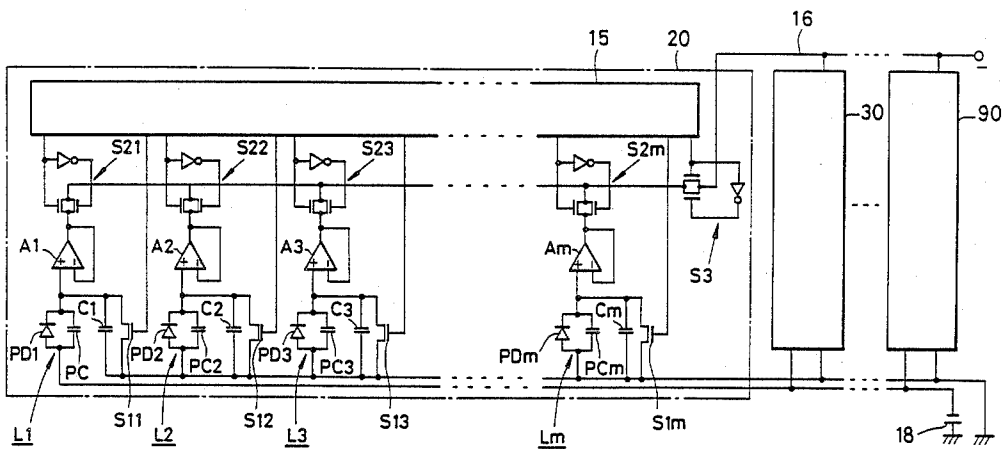 16
15 20
30
90
S21 S22 S23 S2m
S3
A1 A2 A3 Am
C1 C2 C3 Cm
PD1 PC PD2 PC2 PD3 PC3 PDm PCm
S11 S12 S13 S1m
L1 L2 L3 Lm
18